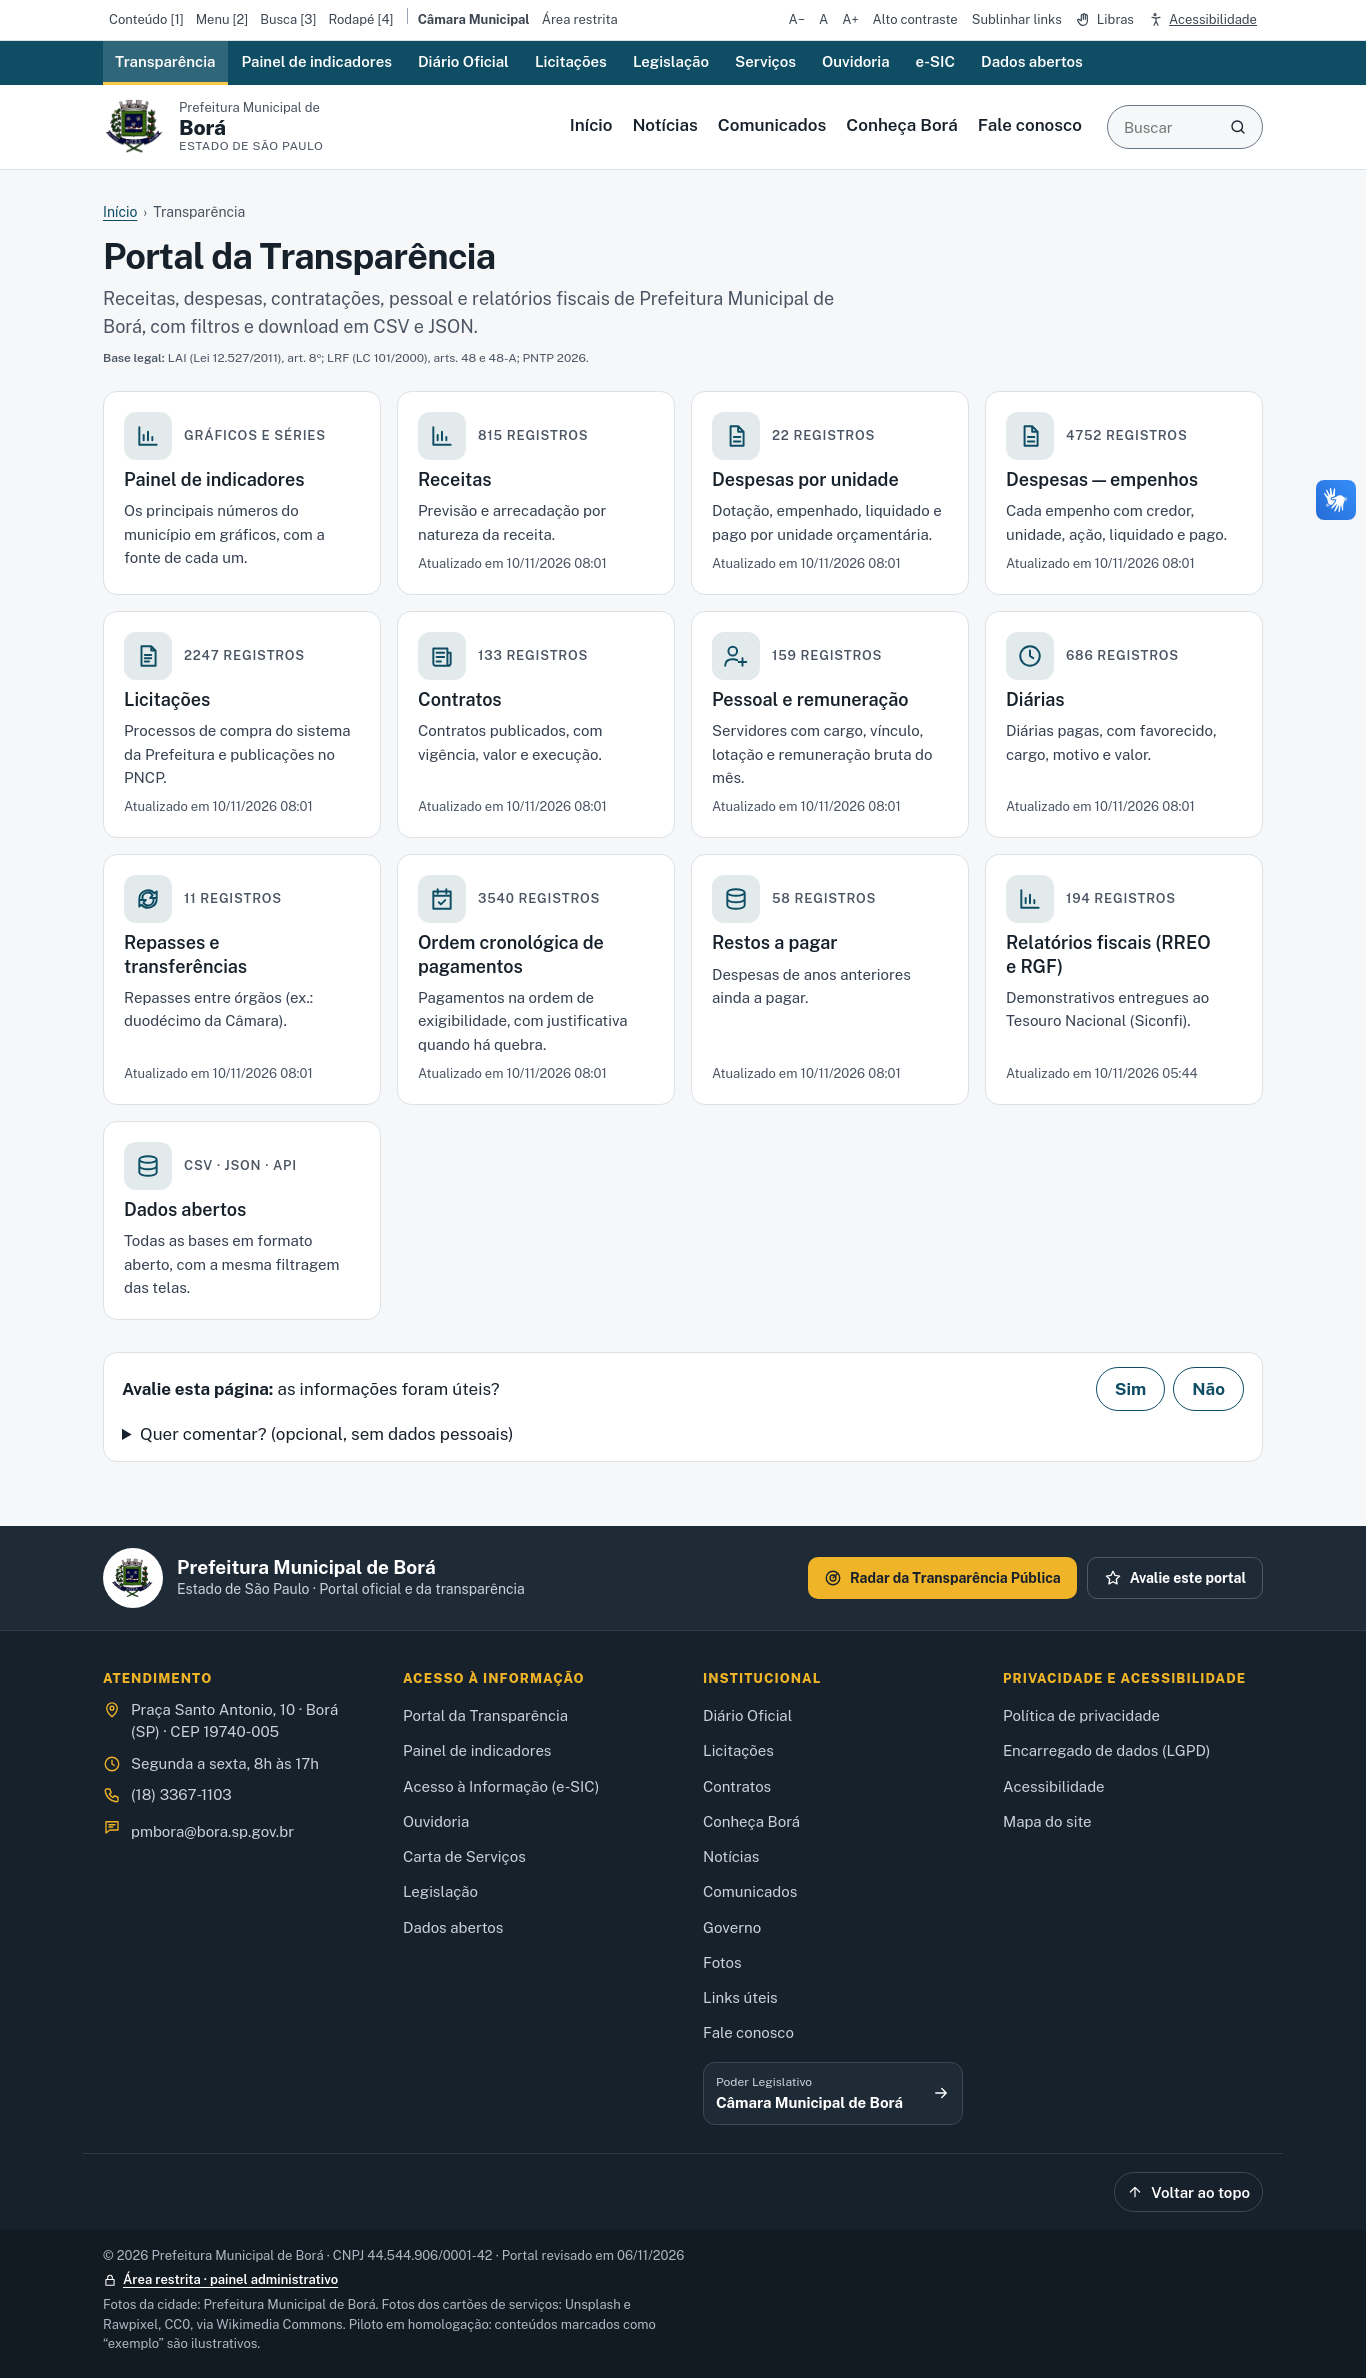 Conteúdo [1] Menu [2] Busca [3] Rodapé [4] Câmara Municipal Área restrita A− A A+ Alto contraste Sublinhar links Libras Acessibilidade
Transparência Painel de indicadores Diário Oficial Licitações Legislação Serviços Ouvidoria e-SIC Dados abertos
Prefeitura Municipal de
Borá
ESTADO DE SÃO PAULO
Início Notícias Comunicados Conheça Borá Fale conosco Buscar
Início › Transparência
Portal da Transparência
Receitas, despesas, contratações, pessoal e relatórios fiscais de Prefeitura Municipal de
Borá, com filtros e download em CSV e JSON.
Base legal: LAI (Lei 12.527/2011), art. 8º; LRF (LC 101/2000), arts. 48 e 48-A; PNTP 2026.
GRÁFICOS E SÉRIES
Painel de indicadores
Os principais números do
município em gráficos, com a
fonte de cada um.
815 REGISTROS
Receitas
Previsão e arrecadação por
natureza da receita.
Atualizado em 10/11/2026 08:01
22 REGISTROS
Despesas por unidade
Dotação, empenhado, liquidado e
pago por unidade orçamentária.
Atualizado em 10/11/2026 08:01
4752 REGISTROS
Despesas — empenhos
Cada empenho com credor,
unidade, ação, liquidado e pago.
Atualizado em 10/11/2026 08:01
2247 REGISTROS
Licitações
Processos de compra do sistema
da Prefeitura e publicações no
PNCP.
Atualizado em 10/11/2026 08:01
133 REGISTROS
Contratos
Contratos publicados, com
vigência, valor e execução.
Atualizado em 10/11/2026 08:01
159 REGISTROS
Pessoal e remuneração
Servidores com cargo, vínculo,
lotação e remuneração bruta do
mês.
Atualizado em 10/11/2026 08:01
686 REGISTROS
Diárias
Diárias pagas, com favorecido,
cargo, motivo e valor.
Atualizado em 10/11/2026 08:01
11 REGISTROS
Repasses e
transferências
Repasses entre órgãos (ex.:
duodécimo da Câmara).
Atualizado em 10/11/2026 08:01
3540 REGISTROS
Ordem cronológica de
pagamentos
Pagamentos na ordem de
exigibilidade, com justificativa
quando há quebra.
Atualizado em 10/11/2026 08:01
58 REGISTROS
Restos a pagar
Despesas de anos anteriores
ainda a pagar.
Atualizado em 10/11/2026 08:01
194 REGISTROS
Relatórios fiscais (RREO
e RGF)
Demonstrativos entregues ao
Tesouro Nacional (Siconfi).
Atualizado em 10/11/2026 05:44
CSV · JSON · API
Dados abertos
Todas as bases em formato
aberto, com a mesma filtragem
das telas.
Avalie esta página: as informações foram úteis? Sim Não
Quer comentar? (opcional, sem dados pessoais)
Prefeitura Municipal de Borá
Estado de São Paulo · Portal oficial e da transparência
Radar da Transparência Pública Avalie este portal
ATENDIMENTO
Praça Santo Antonio, 10 · Borá
(SP) · CEP 19740-005
Segunda a sexta, 8h às 17h
(18) 3367-1103
pmbora@bora.sp.gov.br
ACESSO À INFORMAÇÃO
Portal da Transparência
Painel de indicadores
Acesso à Informação (e-SIC)
Ouvidoria
Carta de Serviços
Legislação
Dados abertos
INSTITUCIONAL
Diário Oficial
Licitações
Contratos
Conheça Borá
Notícias
Comunicados
Governo
Fotos
Links úteis
Fale conosco
Poder Legislativo
Câmara Municipal de Borá
PRIVACIDADE E ACESSIBILIDADE
Política de privacidade
Encarregado de dados (LGPD)
Acessibilidade
Mapa do site
Voltar ao topo
© 2026 Prefeitura Municipal de Borá · CNPJ 44.544.906/0001-42 · Portal revisado em 06/11/2026
Área restrita · painel administrativo
Fotos da cidade: Prefeitura Municipal de Borá. Fotos dos cartões de serviços: Unsplash e
Rawpixel, CC0, via Wikimedia Commons. Piloto em homologação: conteúdos marcados como
“exemplo” são ilustrativos.